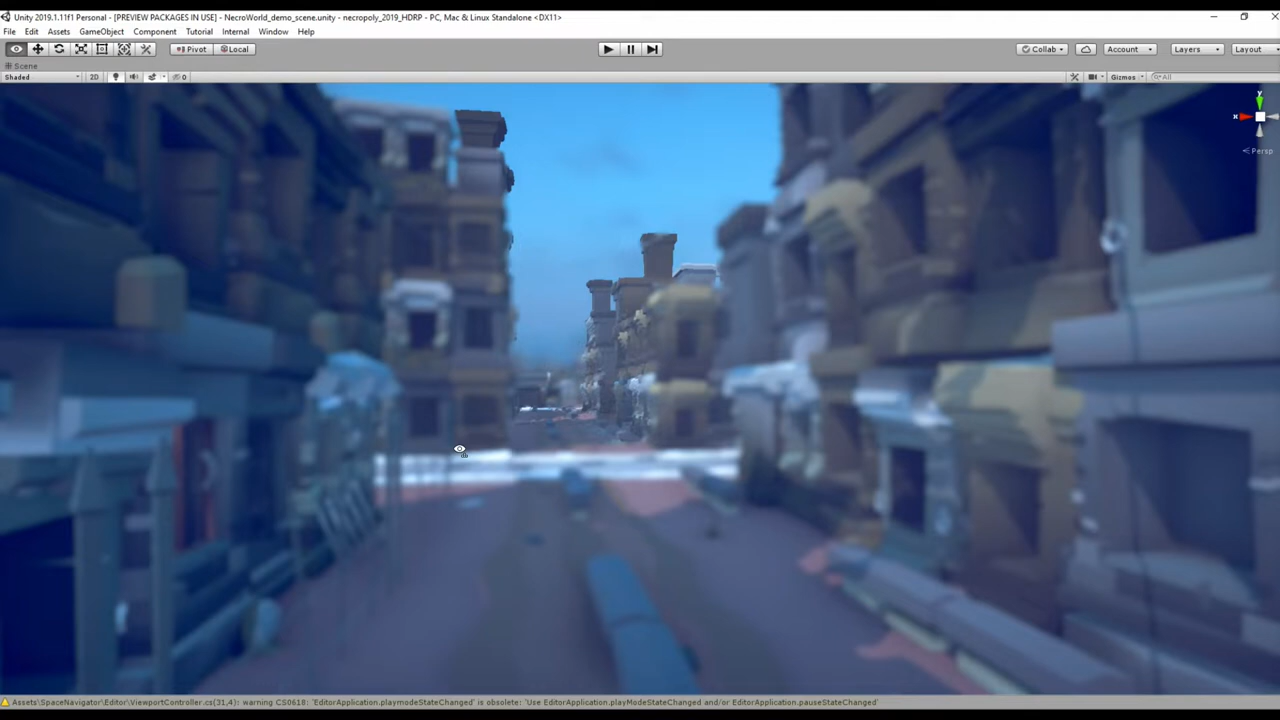 Unity 2019.1.11f1 Personal - [PREVIEW PACKAGES IN USE] - NecroWorld_demo_scene.unity - necropoly_2019_HDRP - PC, Mac & Linux Standalone <DX11>
File Edit Assets GameObject Component Tutorial Internal Window Help
Pivot Local Collab Account Layers Layout
Scene
Shaded 2D 0 Gizmos All
y
x
Persp
Assets\SpaceNavigator\Editor\ViewportController.cs(31,4): warning CS0618: 'EditorApplication.playmodeStateChanged' is obsolete: 'Use EditorApplication.playModeStateChanged and/or EditorApplication.pauseStateChanged'